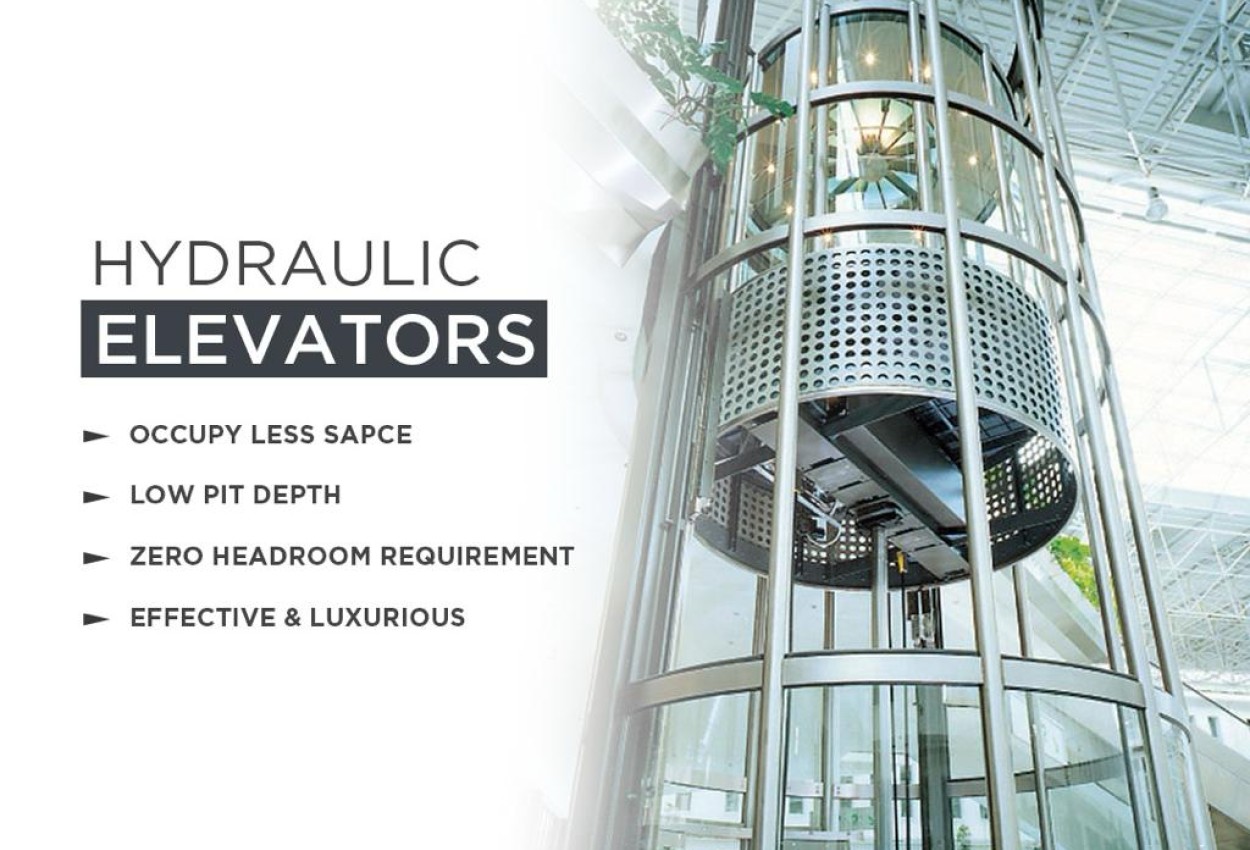 HYDRAULIC
ELEVATORS
► OCCUPY LESS SAPCE
► LOW PIT DEPTH
► ZERO HEADROOM REQUIREMENT
► EFFECTIVE & LUXURIOUS